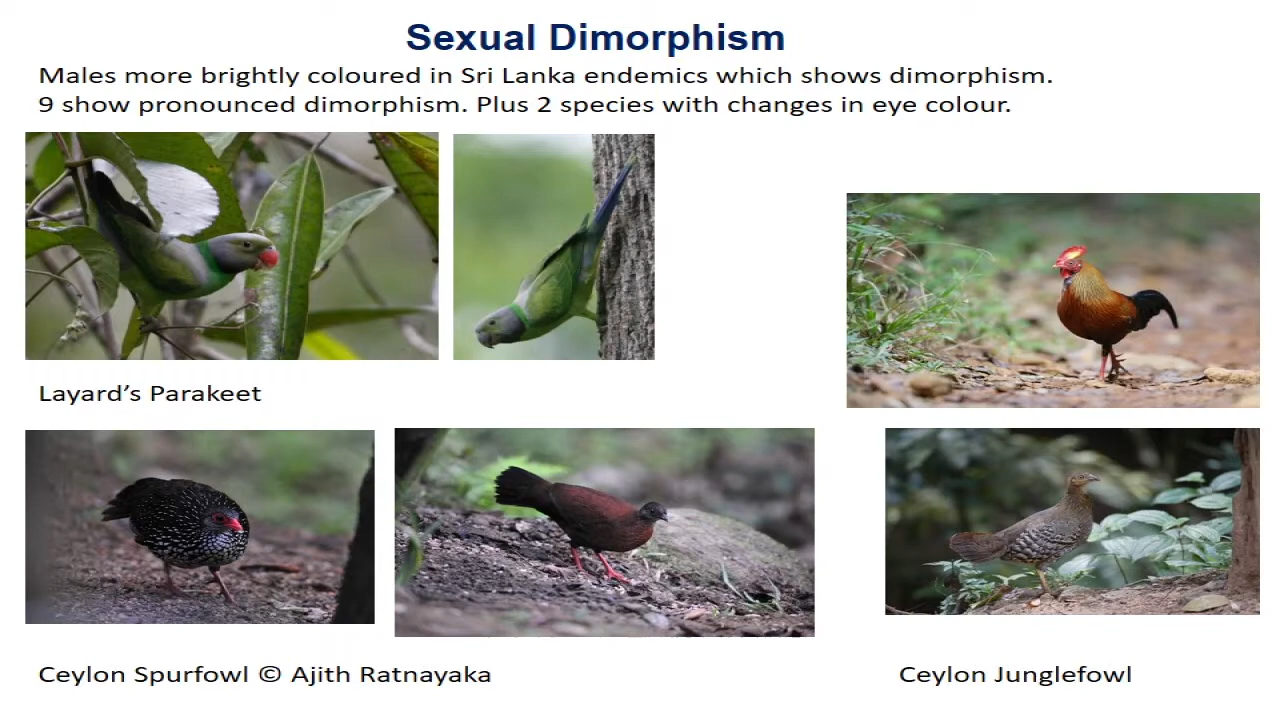 Sexual Dimorphism
Males more brightly coloured in Sri Lanka endemics which shows dimorphism.
9 show pronounced dimorphism. Plus 2 species with changes in eye colour.
Layard’s Parakeet
Ceylon Spurfowl © Ajith Ratnayaka
Ceylon Junglefowl